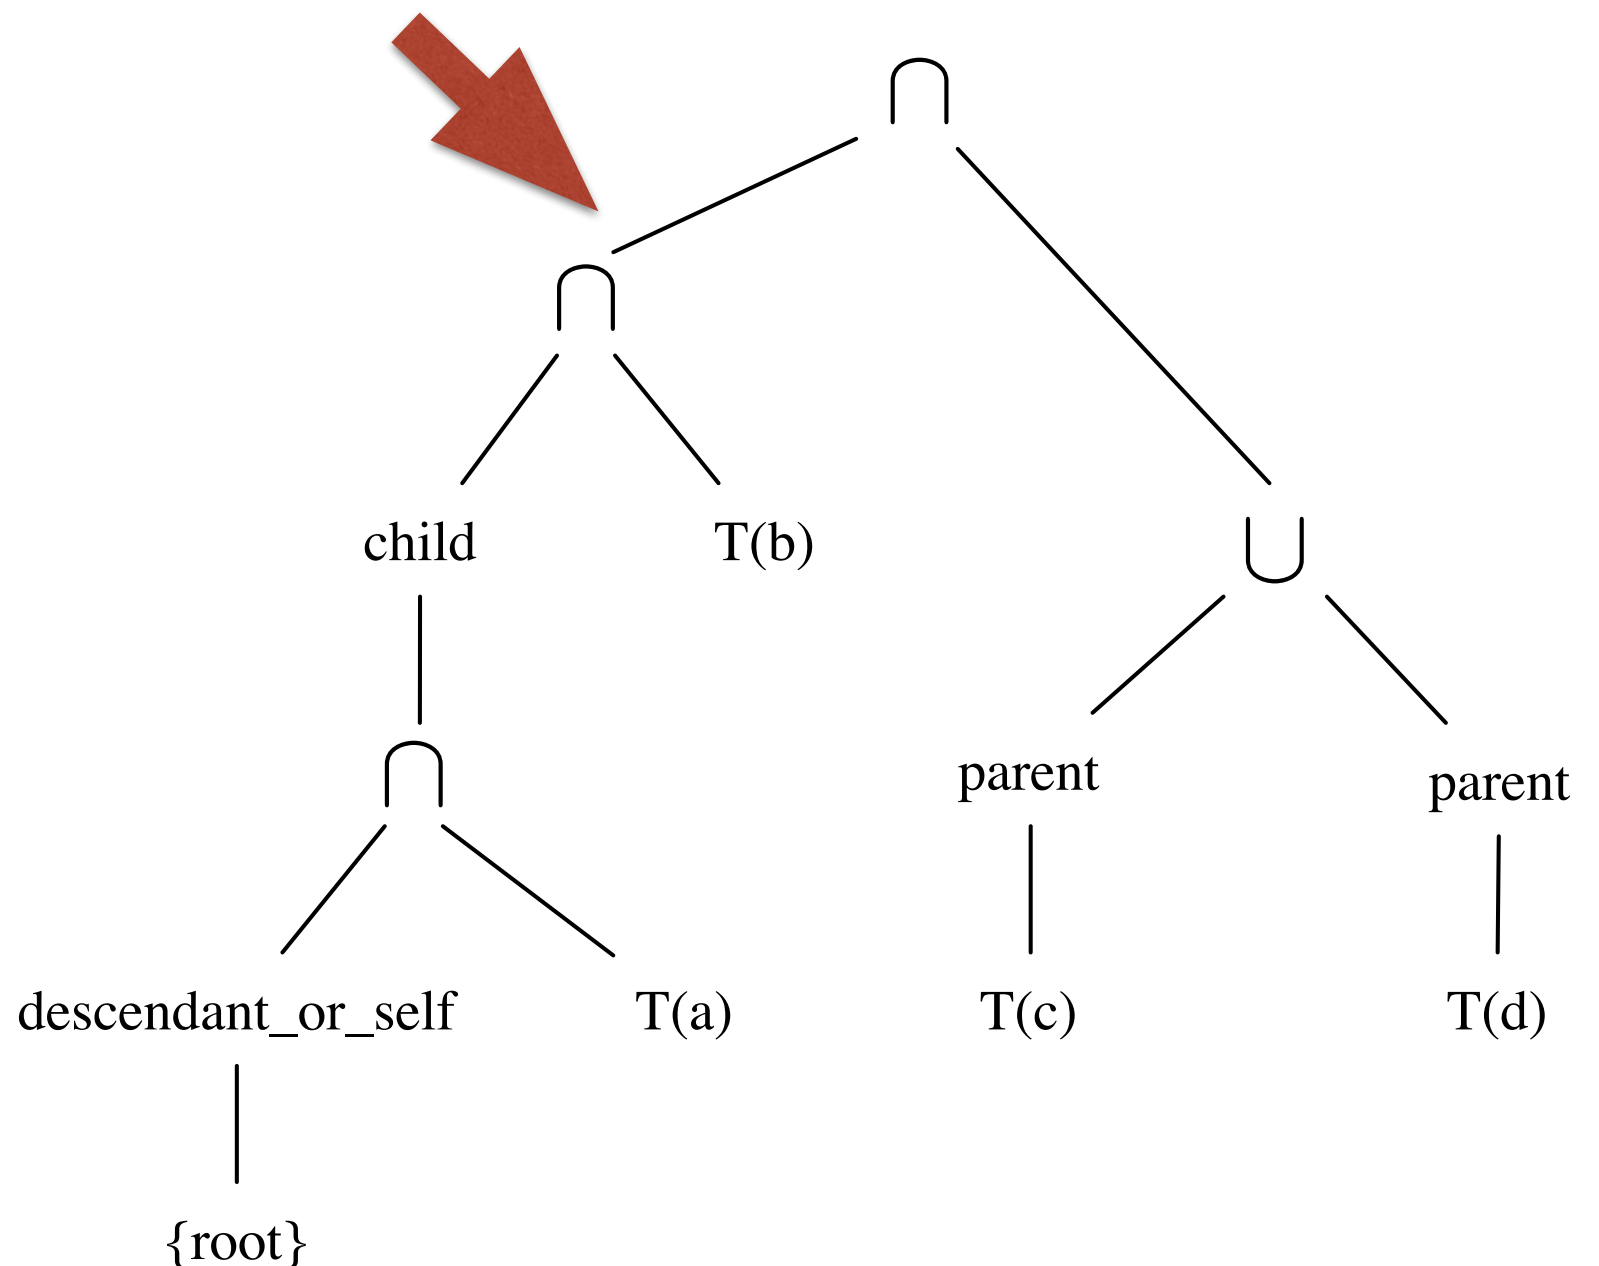 ∩
∩
child T(b)
∪
parent parent
∩
descendant_or_self T(a) T(c) T(d)
{root}